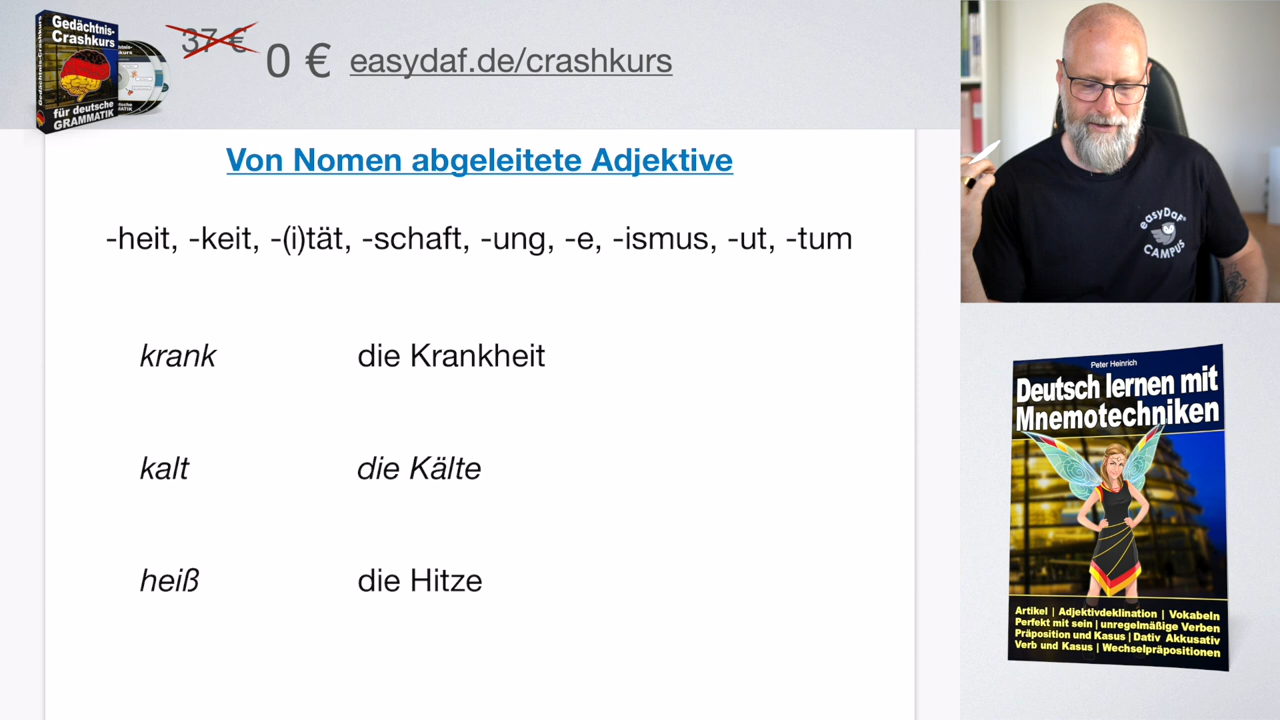 Gedächtnis-
Crashkurs
für deutsche
GRAMMATIK
37 €
0 € easydaf.de/crashkurs
Von Nomen abgeleitete Adjektive
-heit, -keit, -(i)tät, -schaft, -ung, -e, -ismus, -ut, -tum
krank die Krankheit
kalt die Kälte
heiß die Hitze
easyDaF®
CAMPUS
Peter Heinrich
Deutsch lernen mit
Mnemotechniken
Artikel | Adjektivdeklination | Vokabeln
Perfekt mit sein | unregelmäßige Verben
Präposition und Kasus | Dativ Akkusativ
Verb und Kasus | Wechselpräpositionen